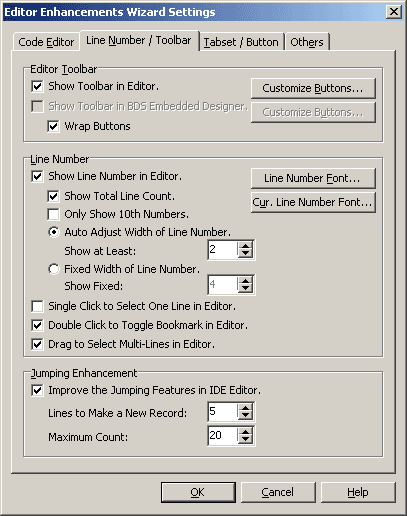 Editor Enhancements Wizard Settings
Code Editor Line Number / Toolbar Tabset / Button Others
Editor Toolbar
Show Toolbar in Editor. Customize Buttons...
Show Toolbar in BDS Embedded Designer. Customize Buttons...
Wrap Buttons
Line Number
Show Line Number in Editor. Line Number Font...
Show Total Line Count. Cur. Line Number Font...
Only Show 10th Numbers.
Auto Adjust Width of Line Number.
Show at Least: 2
Fixed Width of Line Number.
Show Fixed: 4
Single Click to Select One Line in Editor.
Double Click to Toggle Bookmark in Editor.
Drag to Select Multi-Lines in Editor.
Jumping Enhancement
Improve the Jumping Features in IDE Editor.
Lines to Make a New Record: 5
Maximum Count: 20
OK Cancel Help